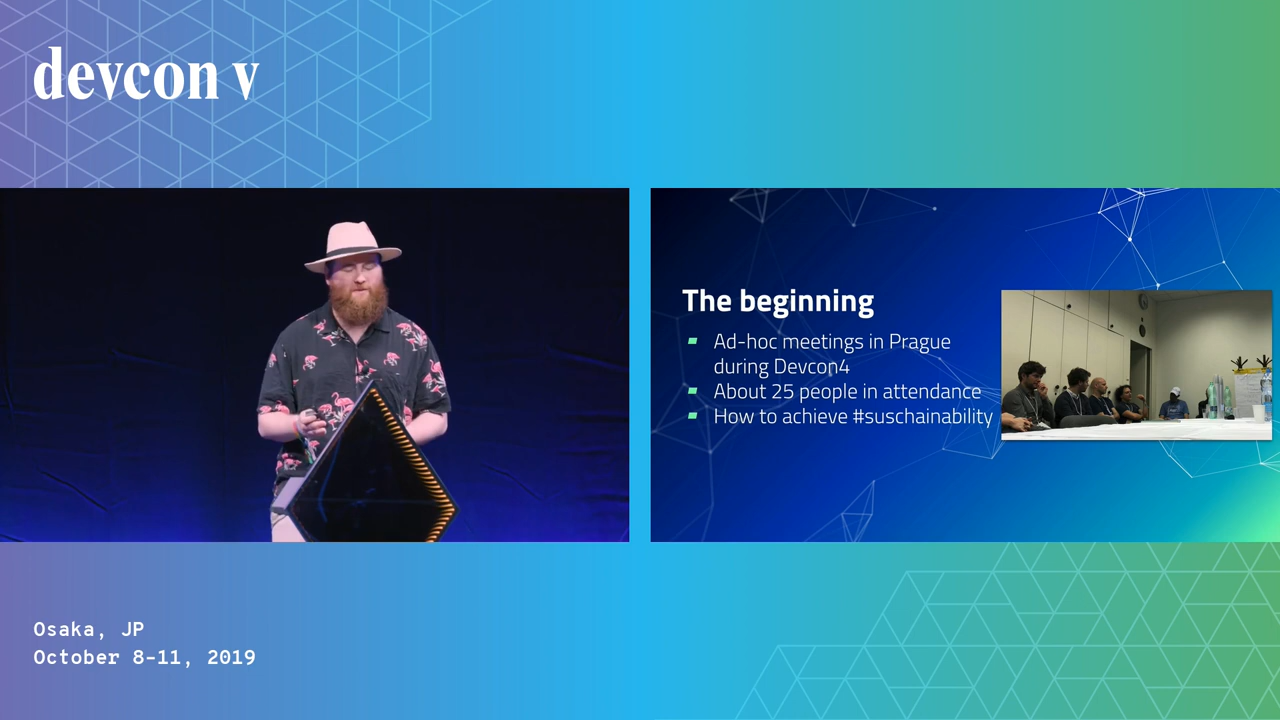 devcon v
The beginning
Ad-hoc meetings in Prague
during Devcon4
About 25 people in attendance
How to achieve #suschainability
Osaka, JP
October 8-11, 2019